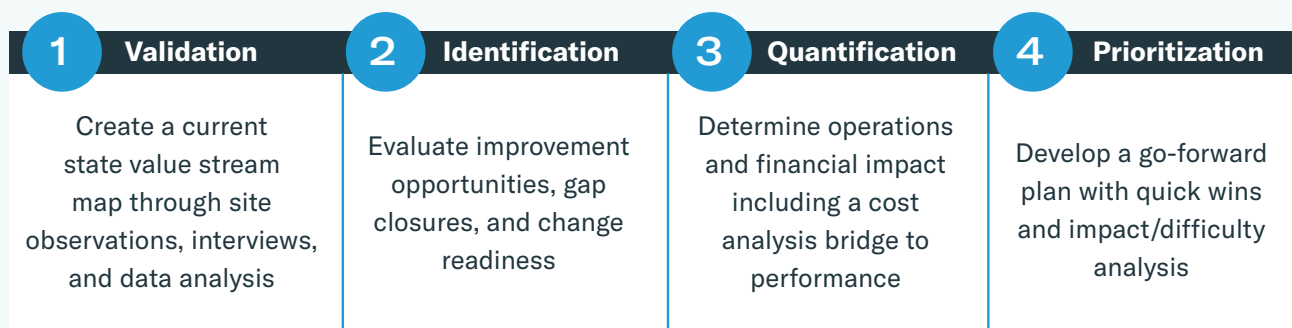 1 Validation
Create a current
state value stream
map through site
observations, interviews,
and data analysis
2 Identification
Evaluate improvement
opportunities, gap
closures, and change
readiness
3 Quantification
Determine operations
and financial impact
including a cost
analysis bridge to
performance
4 Prioritization
Develop a go-forward
plan with quick wins
and impact/difficulty
analysis